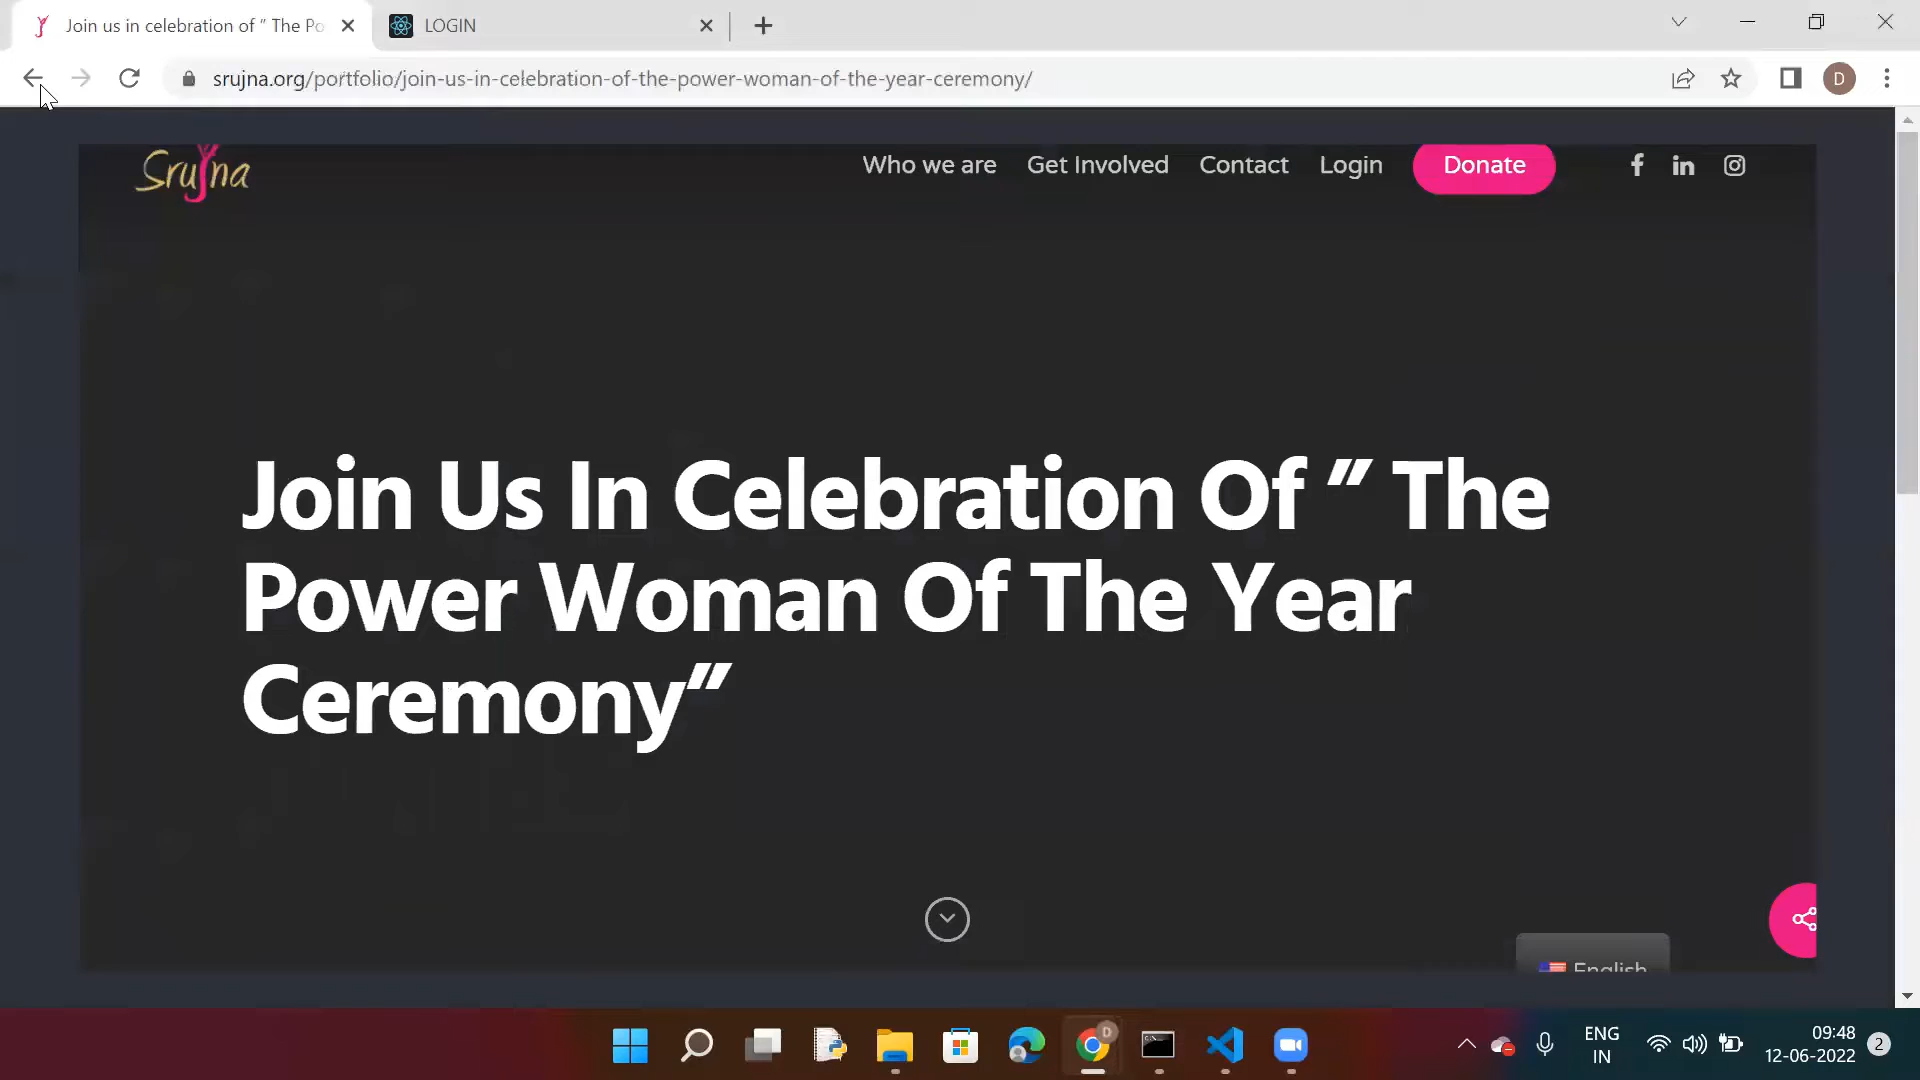 Join us in celebration of " The Po
LOGIN
srujna.org/portfolio/join-us-in-celebration-of-the-power-woman-of-the-year-ceremony/
D
Srujna
Who we are
Get Involved
Contact
Login
Donate
Join Us In Celebration Of " The
Power Woman Of The Year
Ceremony"
English
D
ENG
IN
09:48
12-06-2022
2